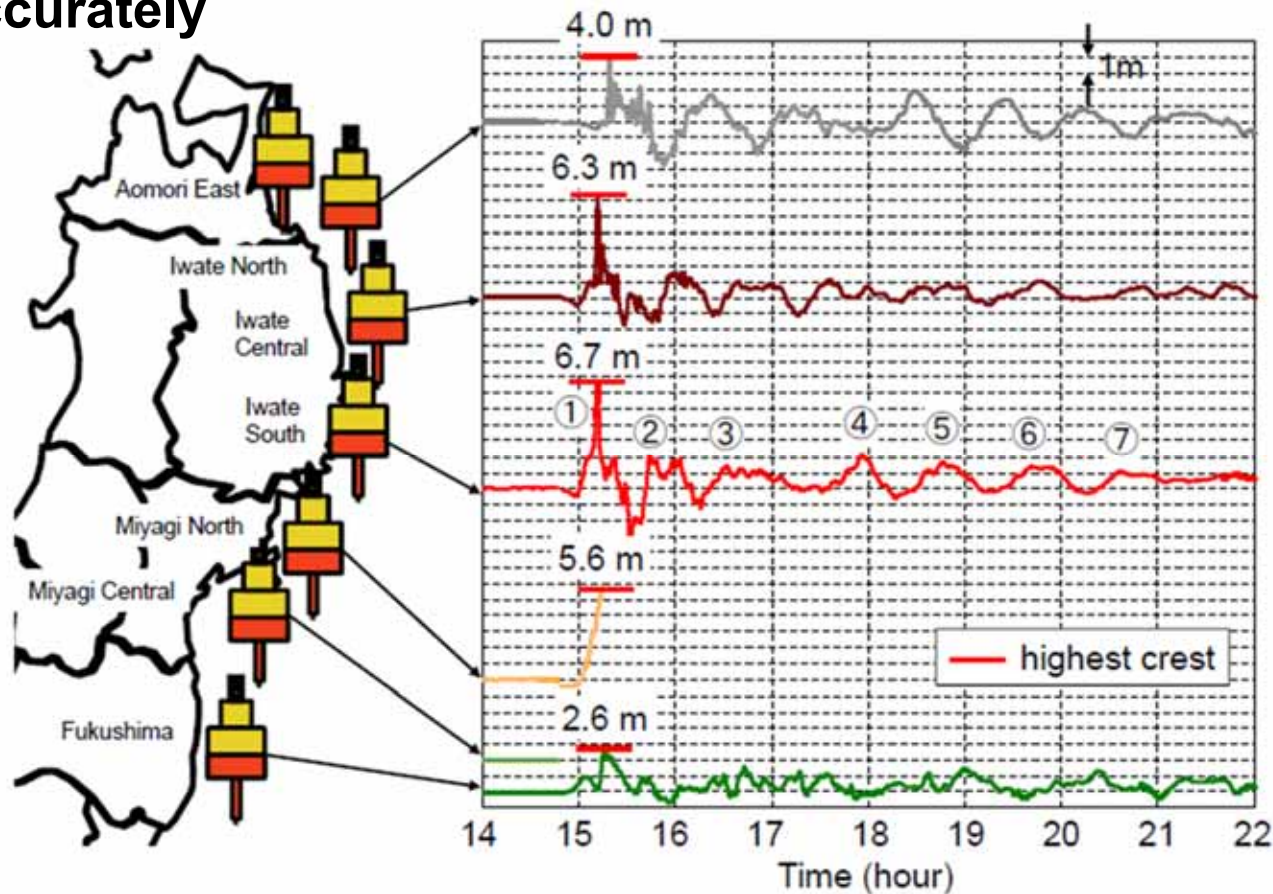 ccurately
Aomori East
Iwate North
Iwate
Central
Iwate
South
Miyagi North
Miyagi Central
Fukushima
4.0 m
1m
6.3 m
6.7 m
① ② ③ ④ ⑤ ⑥ ⑦
5.6 m
highest crest
2.6 m
14 15 16 17 18 19 20 21 22
Time (hour)